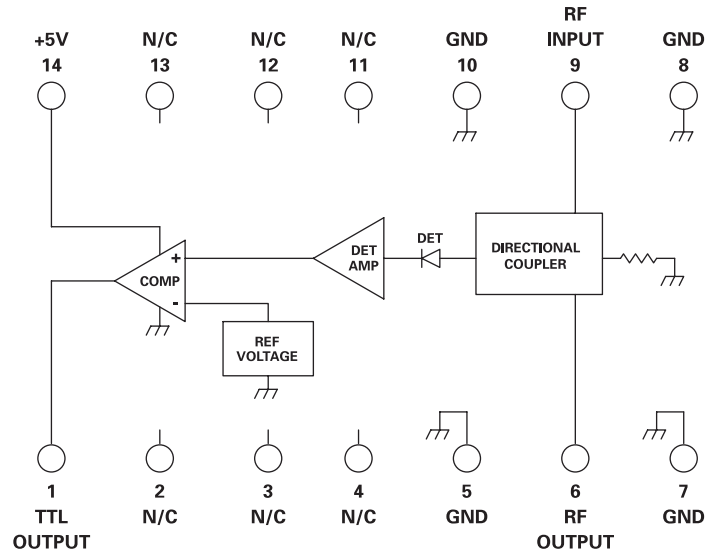 RF
+5V N/C N/C N/C GND INPUT GND
14 13 12 11 10 9 8
DET
DET
AMP
DIRECTIONAL
COUPLER
+
COMP
-
REF
VOLTAGE
1 2 3 4 5 6 7
TTL N/C N/C N/C GND RF GND
OUTPUT OUTPUT